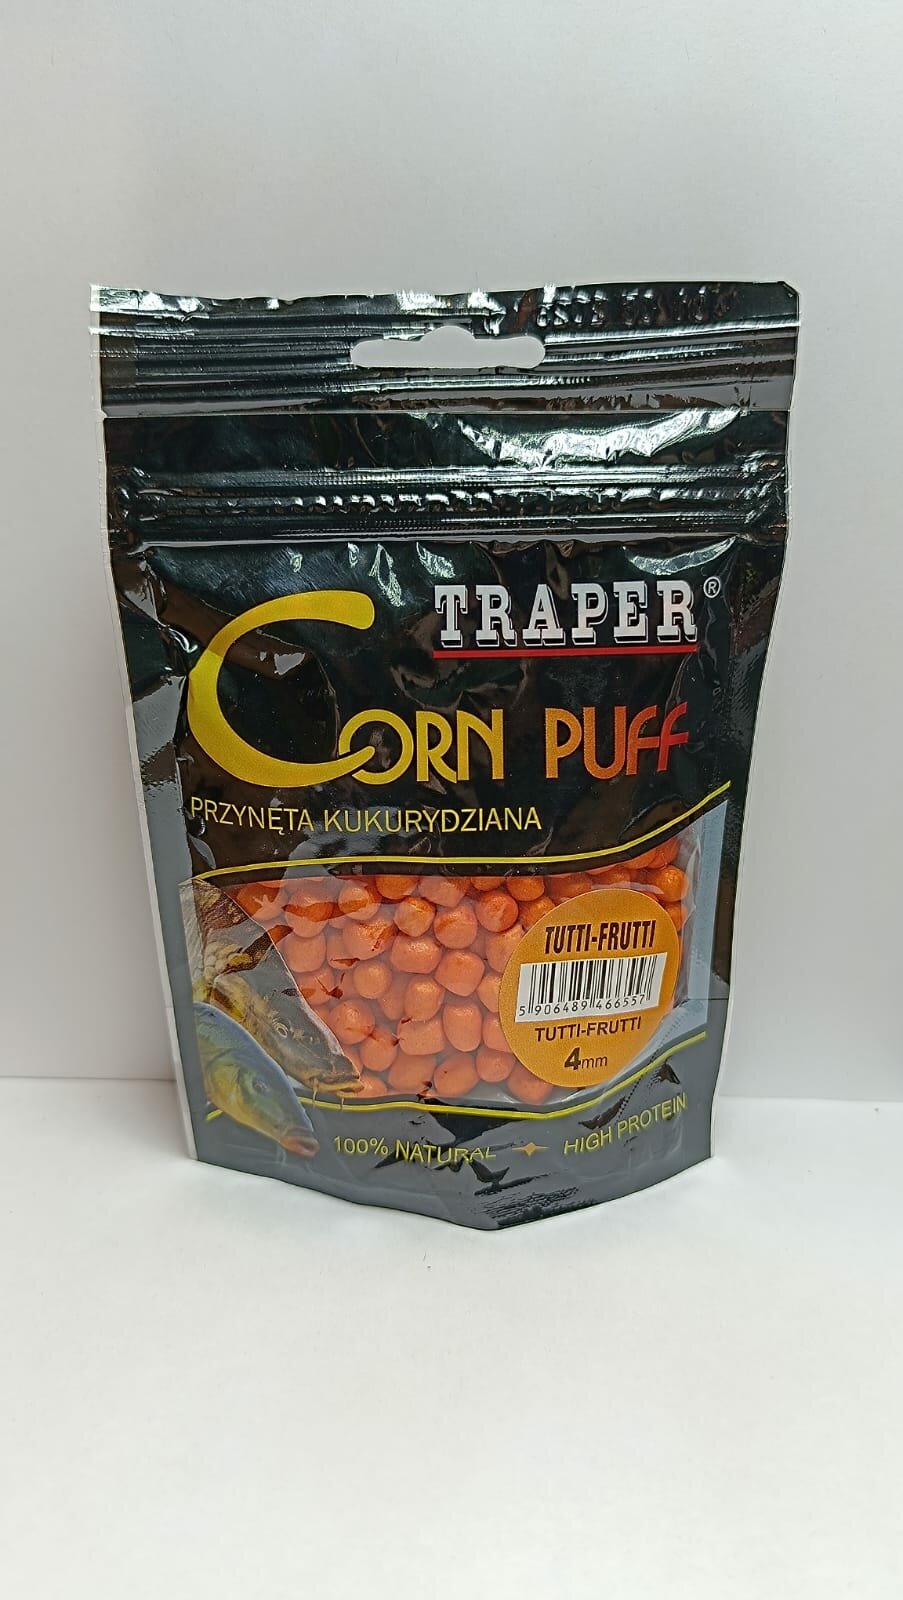 TRAPER®
CORN PUFF
PRZYNĘTA KUKURYDZIANA
TUTTI-FRUTTI
5 906489 466557
TUTTI-FRUTTI
4mm
100% NATURAL HIGH PROTEIN